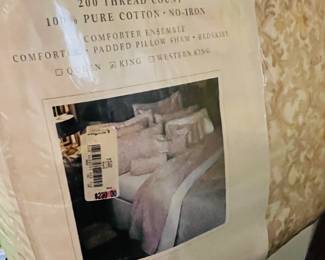 200 THREAD COUNT
100% PURE COTTON • NO-IRON
COMFORTER ENSEMBLE
COMFORTER • PADDED PILLOW SHAM • BEDSKIRT
☐ QUEEN ☒ KING ☐ WESTERN KING